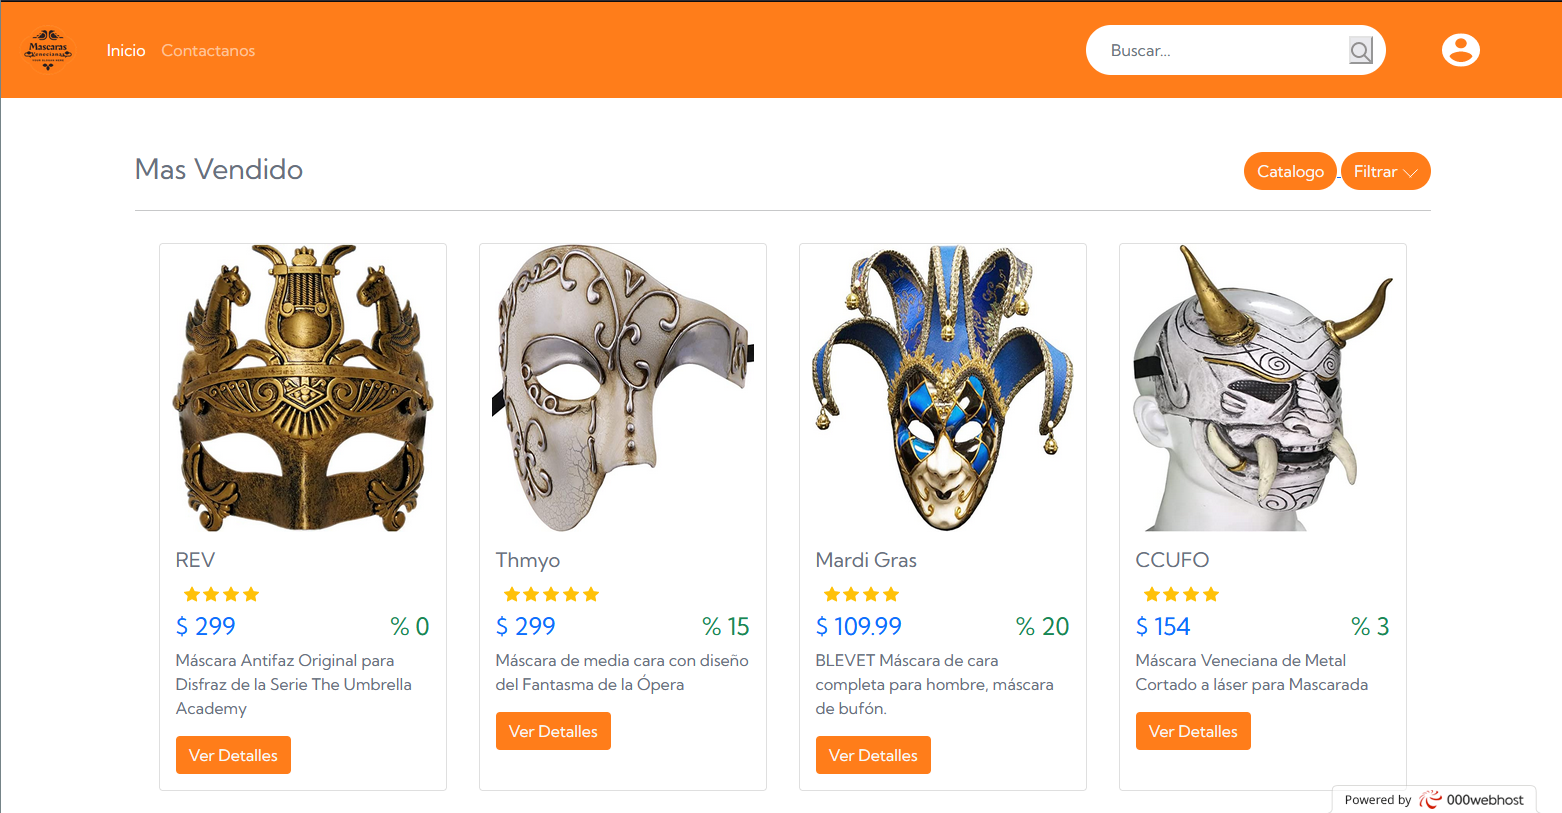 Mascaras
Venecianas
Inicio
Contactanos
Buscar...
Mas Vendido
Catalogo
Filtrar
REV
$ 299
% 0
Máscara Antifaz Original para
Disfraz de la Serie The Umbrella
Academy
Ver Detalles
Thmyo
$ 299
% 15
Máscara de media cara con diseño
del Fantasma de la Ópera
Ver Detalles
Mardi Gras
$ 109.99
% 20
BLEVET Máscara de cara
completa para hombre, máscara
de bufón.
Ver Detalles
CCUFO
$ 154
% 3
Máscara Veneciana de Metal
Cortado a láser para Mascarada
Ver Detalles
Powered by 000webhost